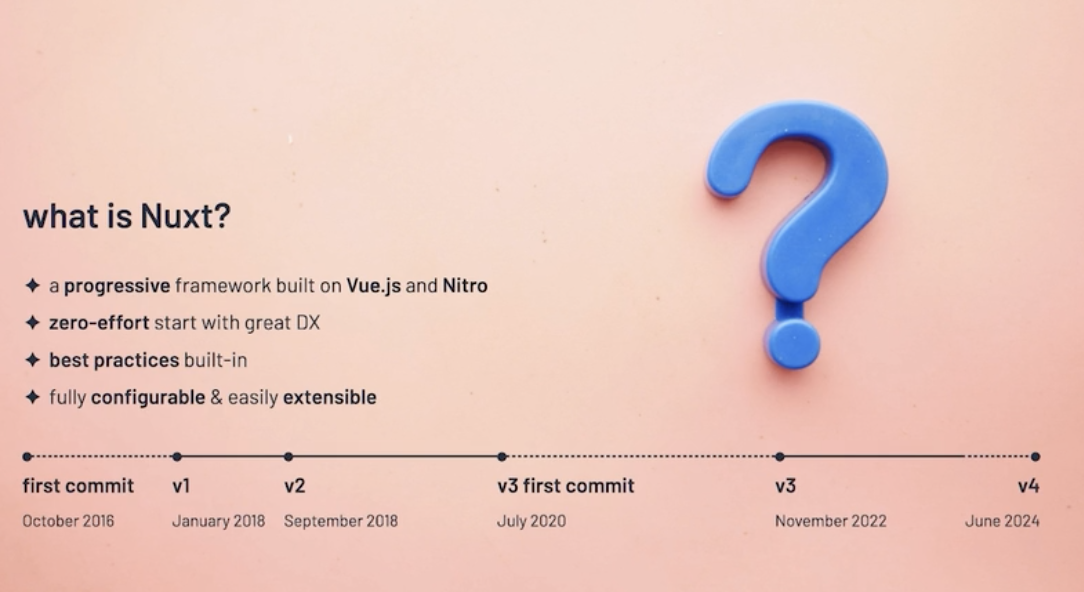 what is Nuxt?
✦ a progressive framework built on Vue.js and Nitro
✦ zero-effort start with great DX
✦ best practices built-in
✦ fully configurable & easily extensible
first commit v1 v2 v3 first commit v3 v4
October 2016 January 2018 September 2018 July 2020 November 2022 June 2024